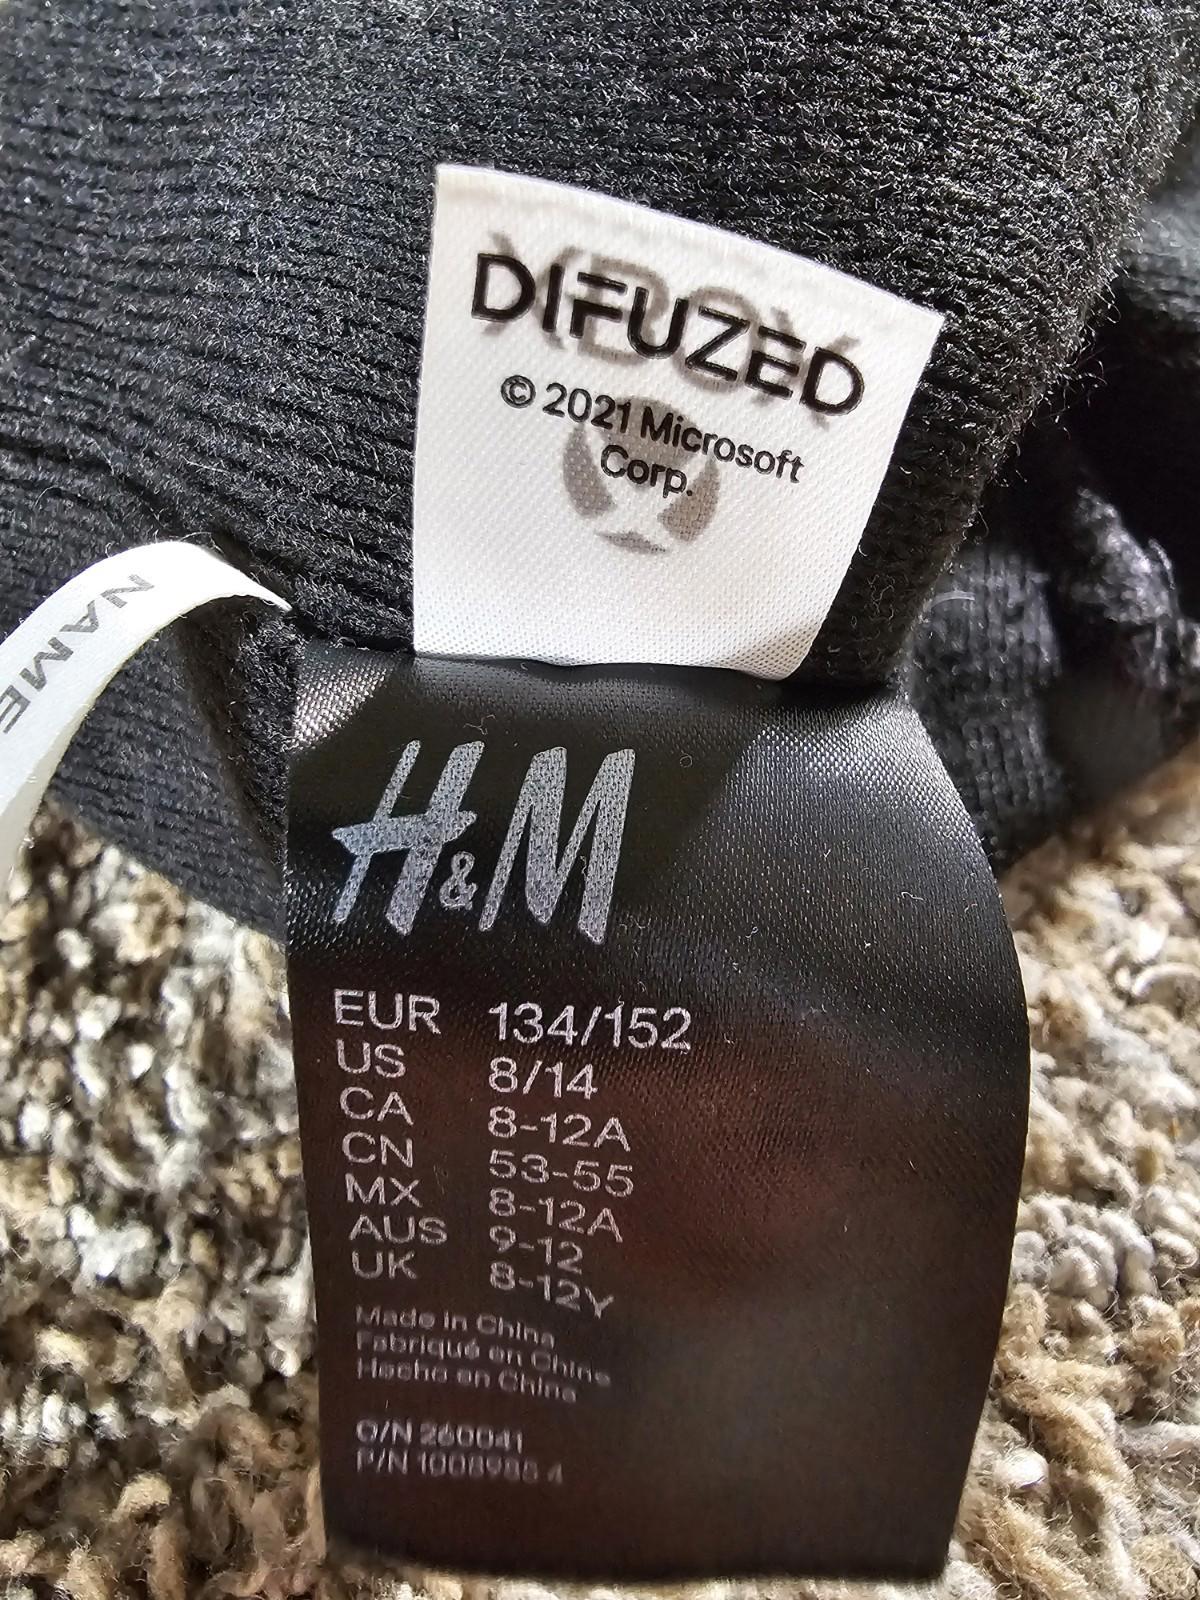 DIFUZED
© 2021 Microsoft
Corp.
NAME
H&M
EUR 134/152
US 8/14
CA 8-12A
CN 53-55
MX 8-12A
AUS 9-12
UK 8-12Y
Made in China
Fabriqué en Chine
Hecho en China
O/N 260041
P/N